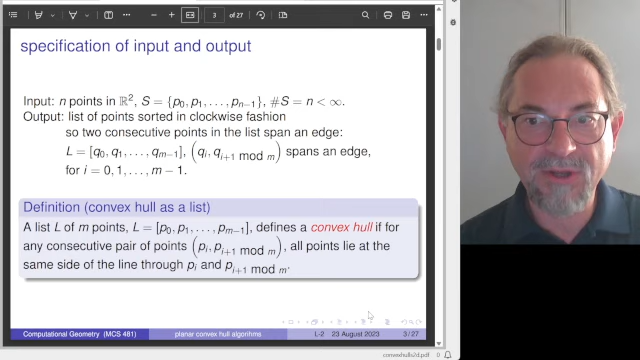 3 of 27
specification of input and output
Input: n points in ℝ², S = {p₀, p₁, . . . , pₙ₋₁}, #S = n < ∞.
Output: list of points sorted in clockwise fashion
so two consecutive points in the list span an edge:
L = [q₀, q₁, . . . , qₘ₋₁], (qᵢ, qᵢ₊₁ mod m) spans an edge,
for i = 0, 1, . . . , m − 1.
Definition (convex hull as a list)
A list L of m points, L = [p₀, p₁, . . . , pₘ₋₁], defines a convex hull if for
any consecutive pair of points (pᵢ, pᵢ₊₁ mod m), all points lie at the
same side of the line through pᵢ and pᵢ₊₁ mod m.
Computational Geometry (MCS 481) planar convex hull algorithms L-2 23 August 2023 3 / 27
convexhulls2d.pdf 0